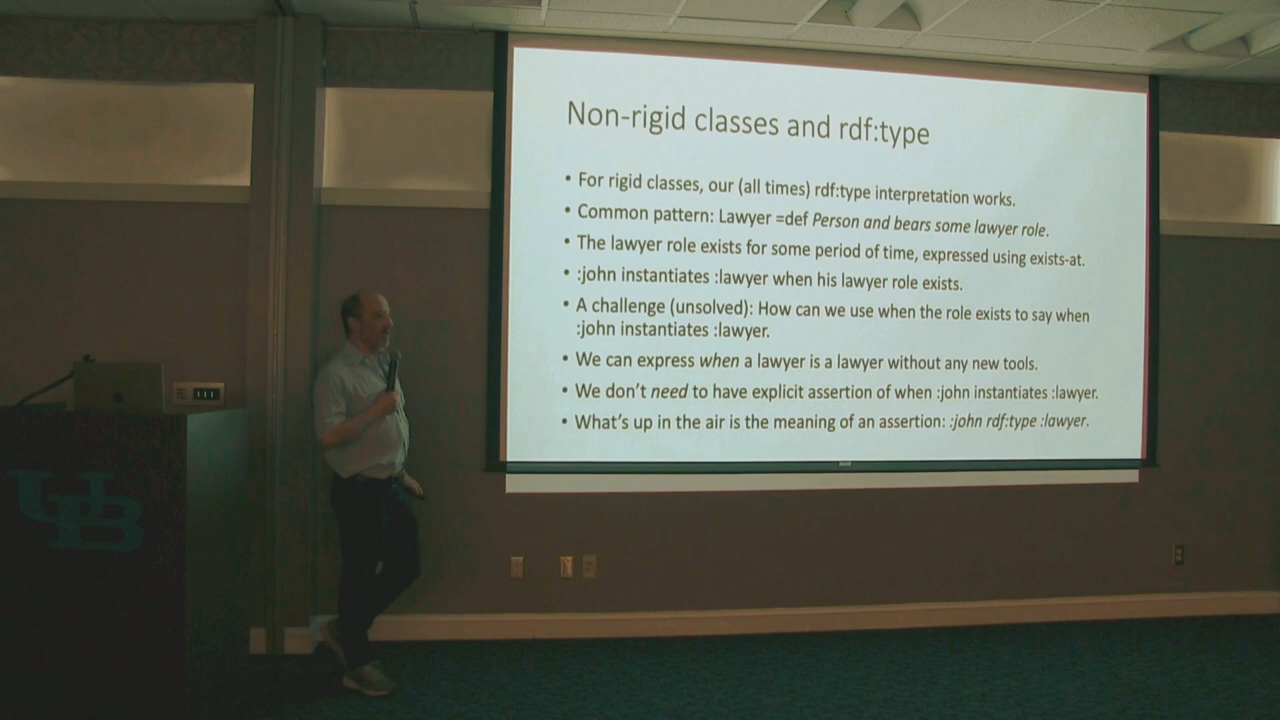 Non-rigid classes and rdf:type
• For rigid classes, our (all times) rdf:type interpretation works.
• Common pattern: Lawyer =def Person and bears some lawyer role.
• The lawyer role exists for some period of time, expressed using exists-at.
• :john instantiates :lawyer when his lawyer role exists.
• A challenge (unsolved): How can we use when the role exists to say when
:john instantiates :lawyer.
• We can express when a lawyer is a lawyer without any new tools.
• We don't need to have explicit assertion of when :john instantiates :lawyer.
• What's up in the air is the meaning of an assertion: :john rdf:type :lawyer.
UB